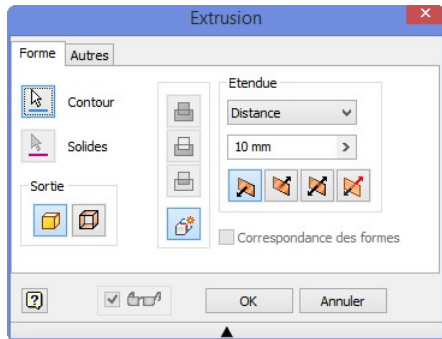 Extrusion
Forme
Autres
Contour
Solides
Sortie
Etendue
Distance
10 mm
Correspondance des formes
OK
Annuler